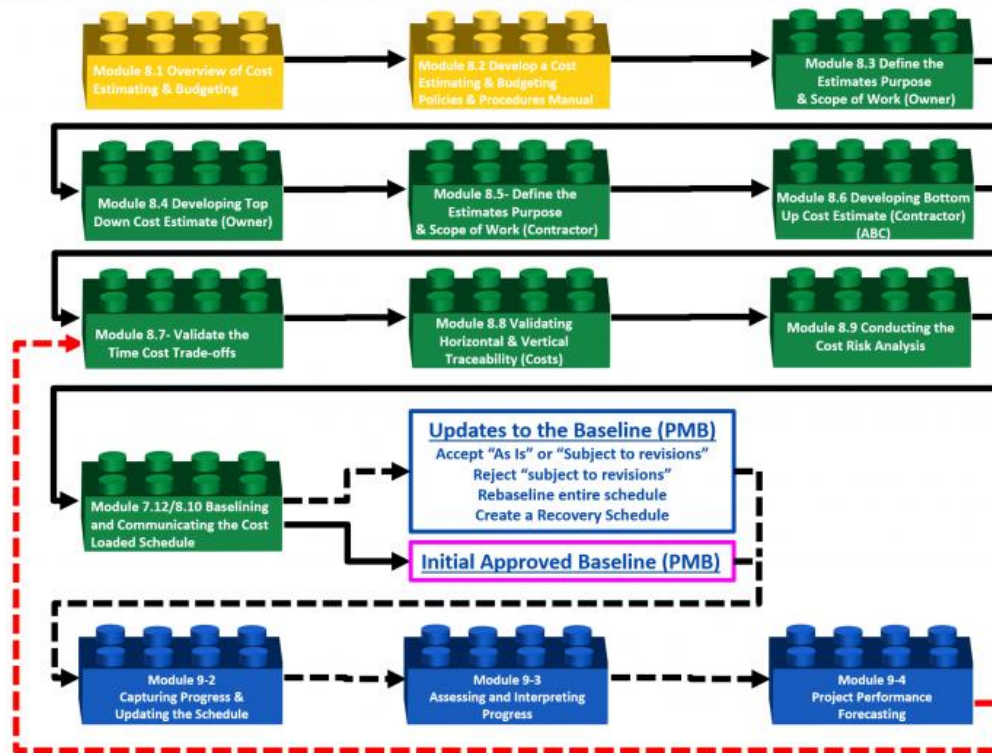 Module 8.1 Overview of Cost
Estimating & Budgeting
Module 8.2 Develop a Cost
Estimating & Budgeting
Policies & Procedures Manual
Module 8.3 Define the
Estimates Purpose
& Scope of Work (Owner)
Module 8.4 Developing Top
Down Cost Estimate (Owner)
Module 8.5- Define the
Estimates Purpose
& Scope of Work (Contractor)
Module 8.6 Developing Bottom
Up Cost Estimate (Contractor)
(ABC)
Module 8.7- Validate the
Time Cost Trade-offs
Module 8.8 Validating
Horizontal & Vertical
Traceability (Costs)
Module 8.9 Conducting the
Cost Risk Analysis
Module 7.12/8.10 Baselining
and Communicating the Cost
Loaded Schedule
Updates to the Baseline (PMB)
Accept “As Is” or “Subject to revisions”
Reject “subject to revisions”
Rebaseline entire schedule
Create a Recovery Schedule
Initial Approved Baseline (PMB)
Module 9-2
Capturing Progress &
Updating the Schedule
Module 9-3
Assessing and Interpreting
Progress
Module 9-4
Project Performance
Forecasting